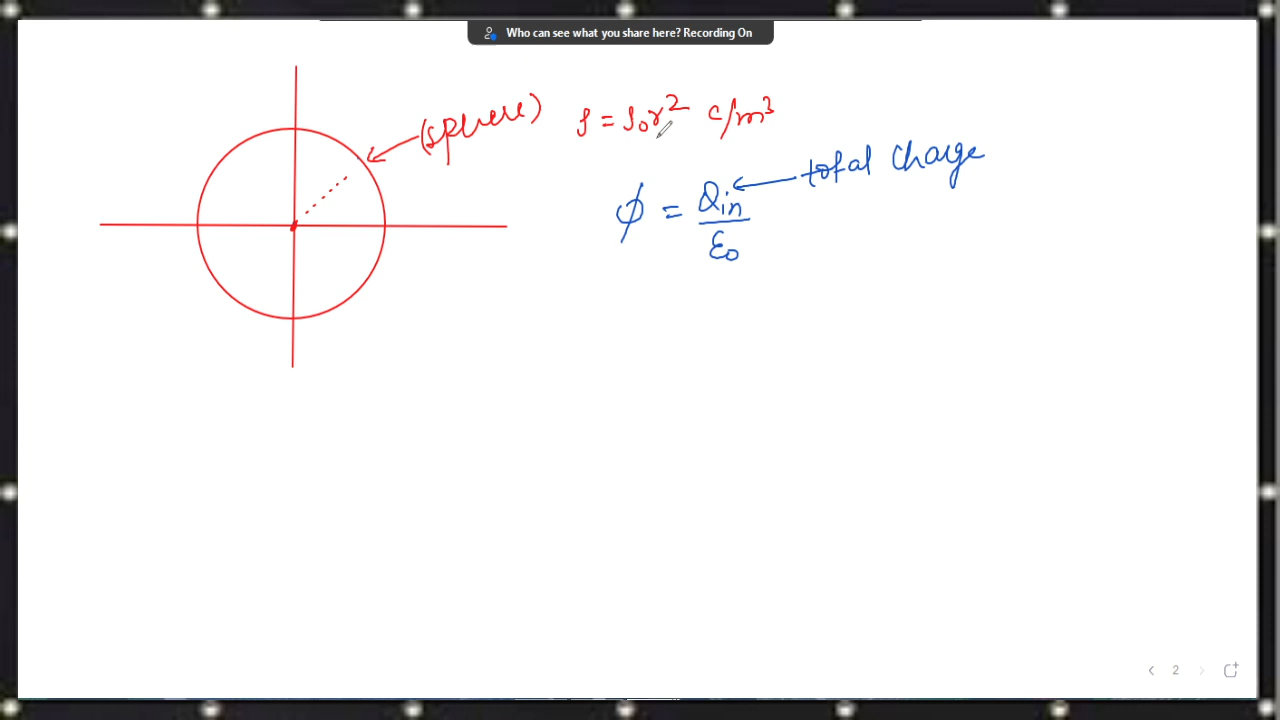 Who can see what you share here? Recording On
(sphere) ρ = ρ₀r² c/m³
φ = Qin/ε₀ ← total charge
2